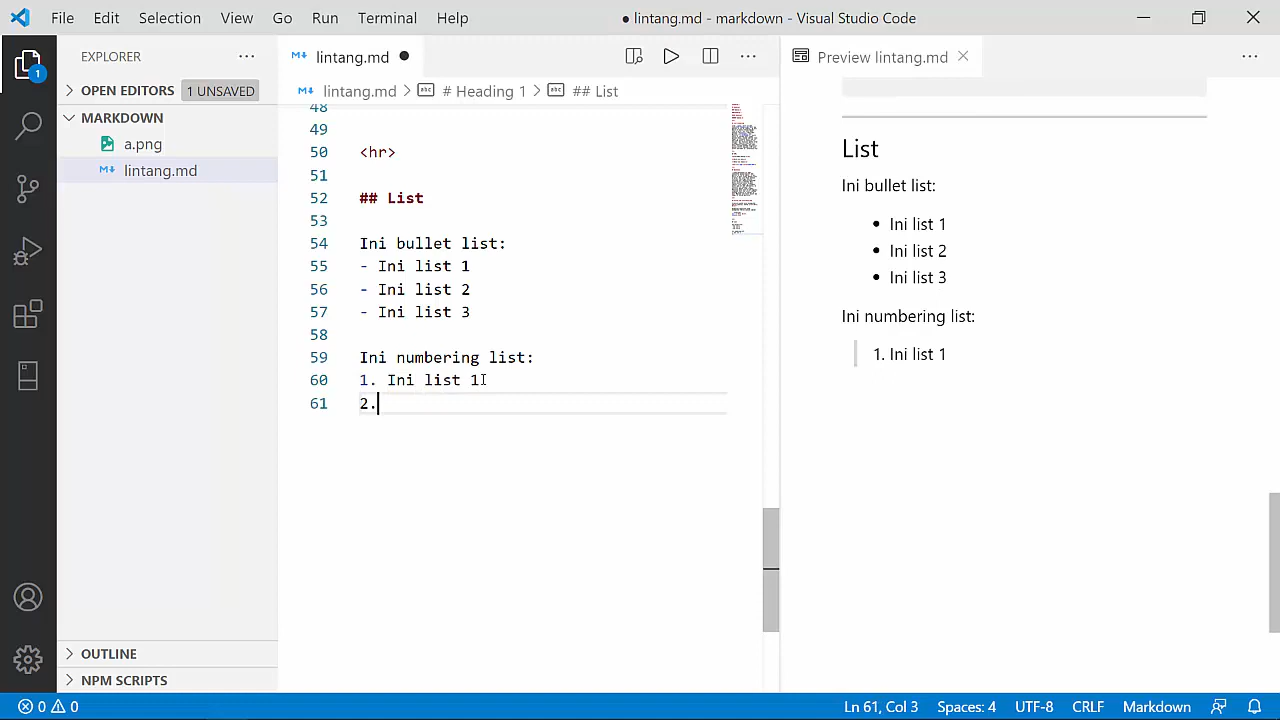 File Edit Selection View Go Run Terminal Help ● lintang.md - markdown - Visual Studio Code
EXPLORER ···
lintang.md ●
Preview lintang.md
OPEN EDITORS 1 UNSAVED
lintang.md > # Heading 1 > ## List
MARKDOWN
a.png
lintang.md
1
48
49
50 <hr>
51
52 ## List
53
54 Ini bullet list:
55 - Ini list 1
56 - Ini list 2
57 - Ini list 3
58
59 Ini numbering list:
60 1. Ini list 1
61 2.
List
Ini bullet list:
• Ini list 1
• Ini list 2
• Ini list 3
Ini numbering list:
1. Ini list 1
OUTLINE
NPM SCRIPTS
0 0 Ln 61, Col 3 Spaces: 4 UTF-8 CRLF Markdown